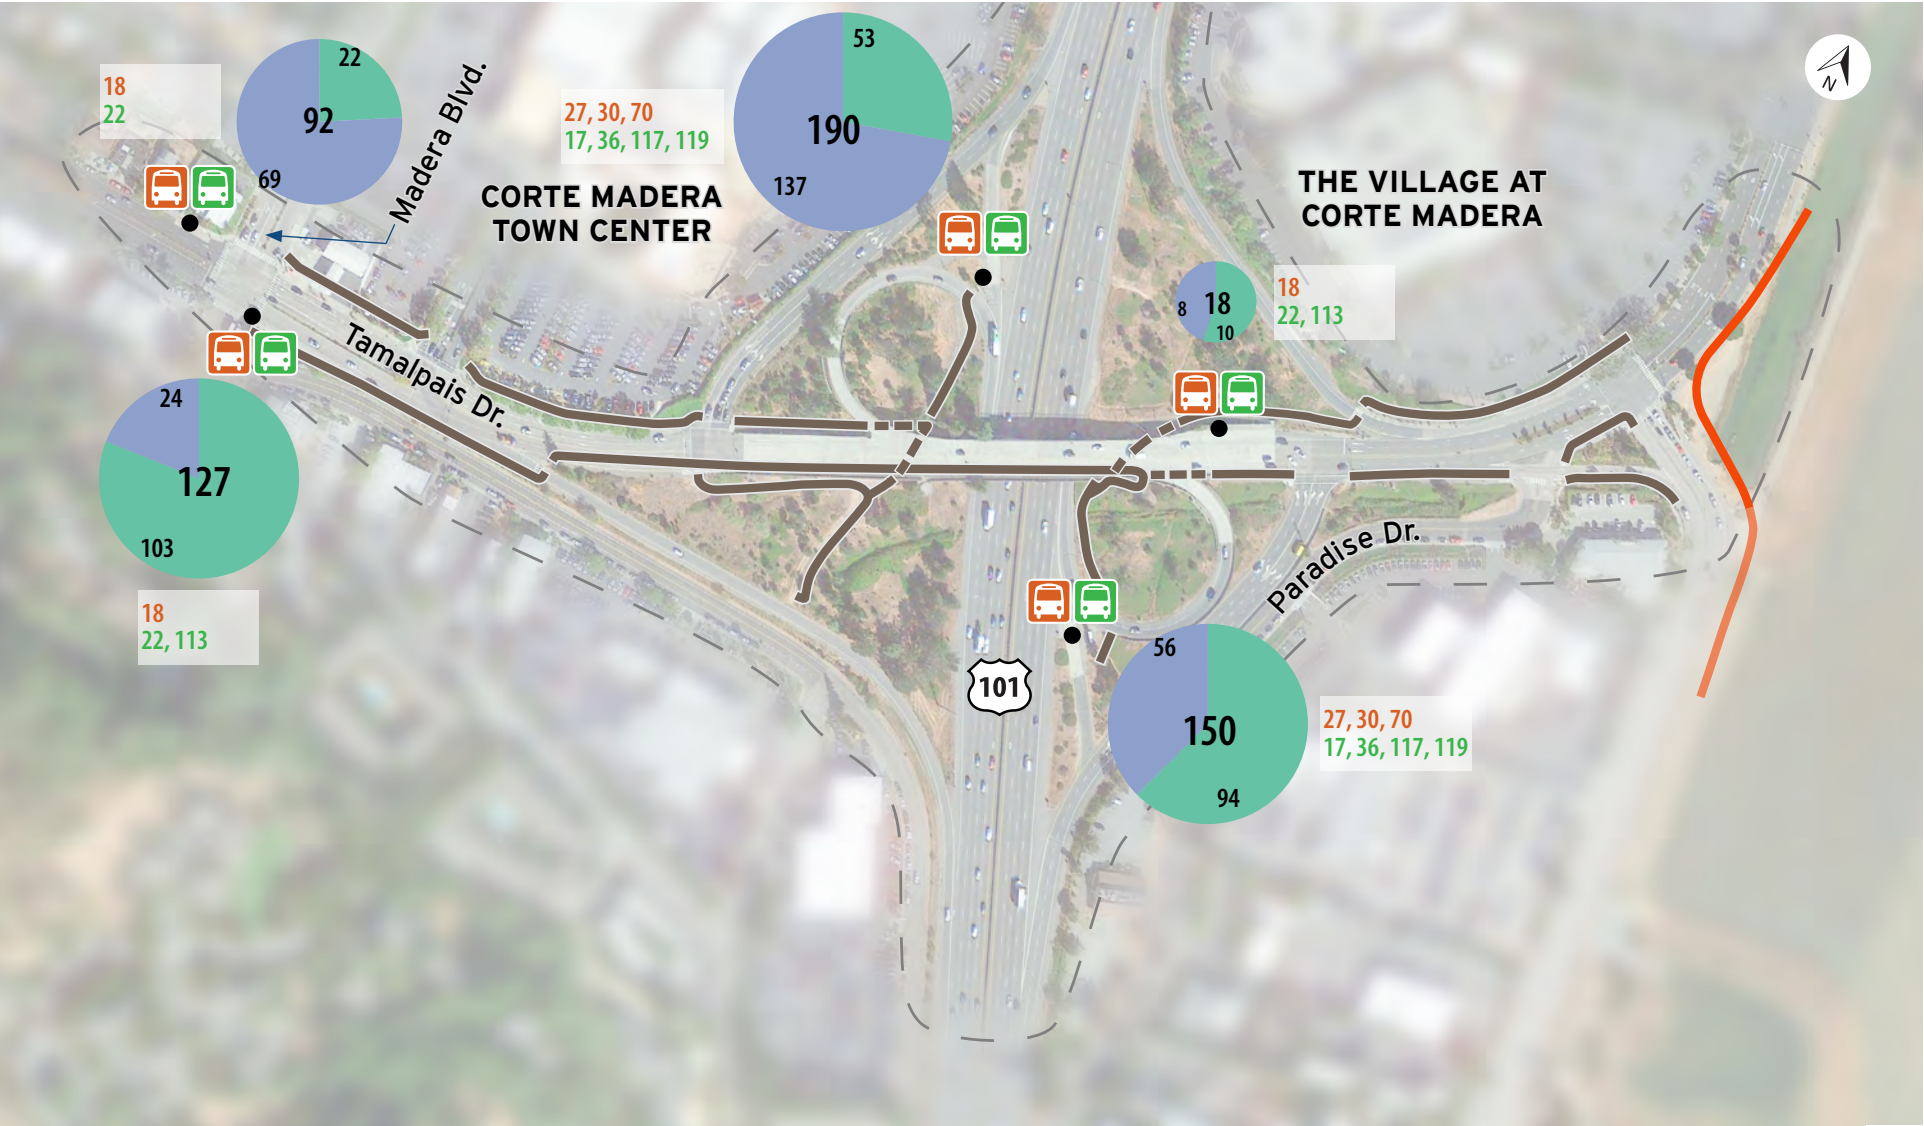 22
92
69
18
22
Madera Blvd.
27, 30, 70
17, 36, 117, 119
53
190
137
CORTE MADERA
TOWN CENTER
THE VILLAGE AT
CORTE MADERA
N
8
18
10
18
22, 113
Tamalpais Dr.
24
127
103
18
22, 113
Paradise Dr.
101
56
150
94
27, 30, 70
17, 36, 117, 119